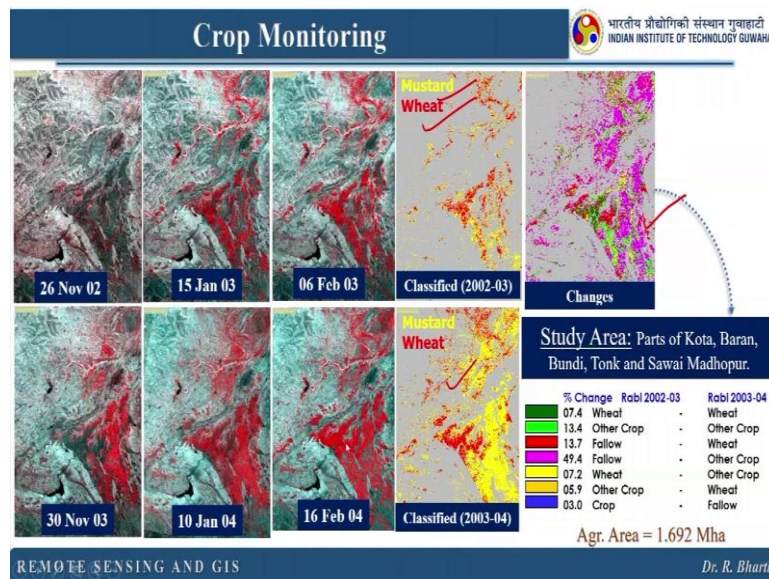 Crop Monitoring
भारतीय प्रौद्योगिकी संस्थान गुवाहाटी
INDIAN INSTITUTE OF TECHNOLOGY GUWAHA
26 Nov 02
15 Jan 03
06 Feb 03
Mustard
Wheat
Classified (2002-03)
Changes
30 Nov 03
10 Jan 04
16 Feb 04
Mustard
Wheat
Classified (2003-04)
Study Area: Parts of Kota, Baran,
Bundi, Tonk and Sawai Madhopur.
% Change Rabi 2002-03 Rabi 2003-04
07.4 Wheat - Wheat
13.4 Other Crop - Other Crop
13.7 Fallow - Wheat
49.4 Fallow - Other Crop
07.2 Wheat - Other Crop
05.9 Other Crop - Wheat
03.0 Crop - Fallow
Agr. Area = 1.692 Mha
REMOTE SENSING AND GIS
Dr. R. Bharti